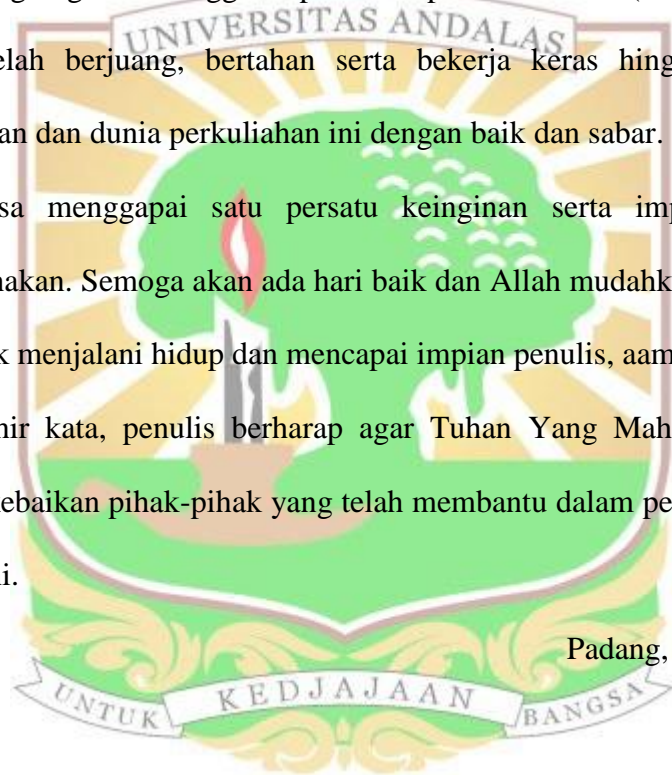 UNIVERSITAS ANDALAS
elah berjuang, bertahan serta bekerja keras hing
an dan dunia perkuliahan ini dengan baik dan sabar.
sa menggapai satu persatu keinginan serta imp
nakan. Semoga akan ada hari baik dan Allah mudahk
k menjalani hidup dan mencapai impian penulis, aam
ir kata, penulis berharap agar Tuhan Yang Mah
ebaikan pihak-pihak yang telah membantu dalam pe
i.
Padang,
UNTUK KEDJAJAAN BANGSA